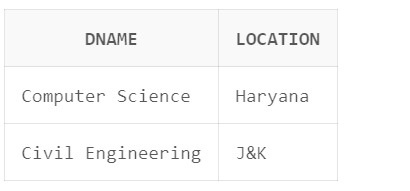 DNAME LOCATION
Computer Science Haryana
Civil Engineering J&K